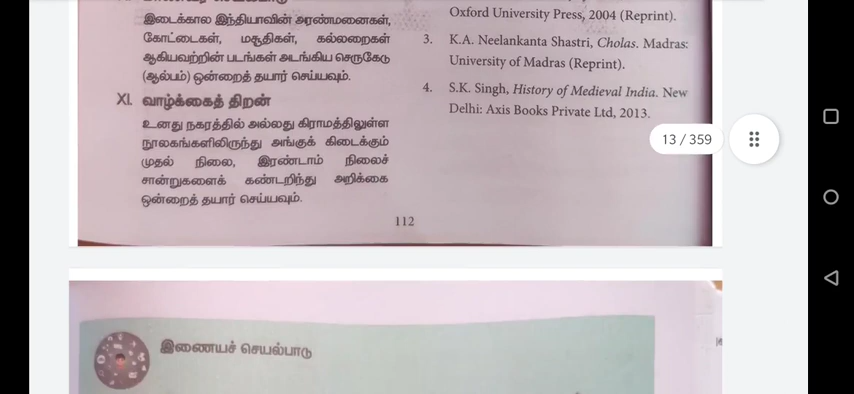 இடைக்கால இந்தியாவின் அரண்மனைகள்,
கோட்டைகள், மசூதிகள், கல்லறைகள்
ஆகியவற்றின் படங்கள் அடங்கிய செருகேடு
(ஆல்பம்) ஒன்றைத் தயார் செய்யவும்.
XI. வாழ்க்கைத் திறன்
உனது நகரத்தில் அல்லது கிராமத்திலுள்ள
நூலகங்களிலிருந்து அங்குக் கிடைக்கும்
முதல் நிலை, இரண்டாம் நிலைச்
சான்றுகளைக் கண்டறிந்து அறிக்கை
ஒன்றைத் தயார் செய்யவும்.
Oxford University Press, 2004 (Reprint).
3. K.A. Neelankanta Shastri, Cholas. Madras:
University of Madras (Reprint).
4. S.K. Singh, History of Medieval India. New
Delhi: Axis Books Private Ltd, 2013.
13 / 359
112
இணையச் செயல்பாடு